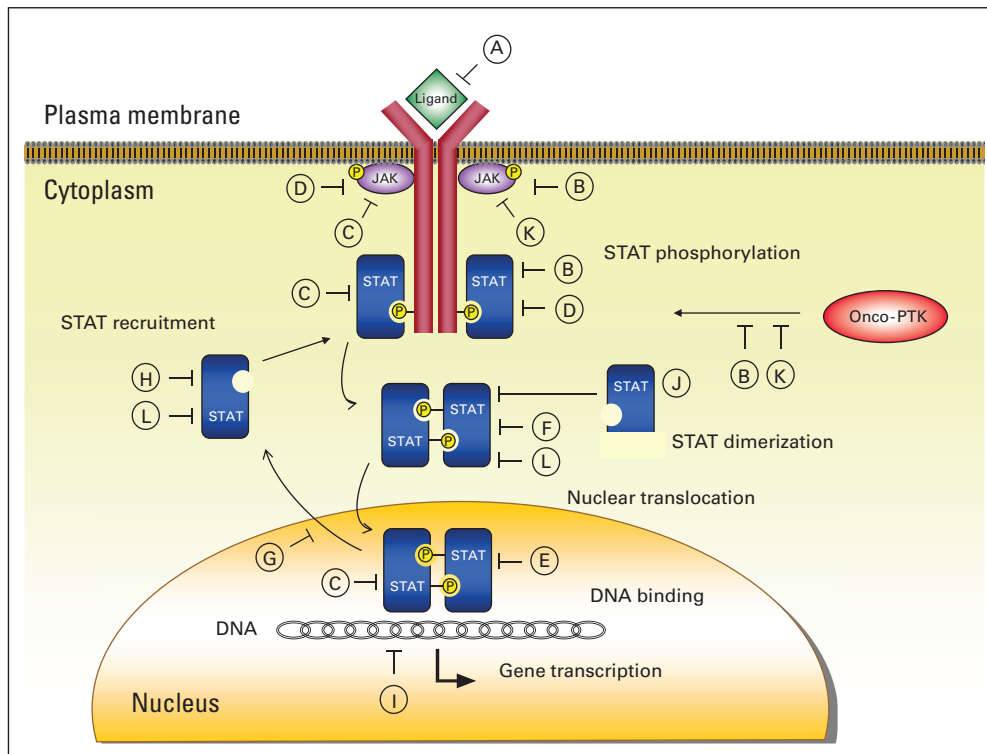 A
Ligand
Plasma membrane
Cytoplasm
P
JAK
JAK
P
D
B
C
K
STAT phosphorylation
STAT
STAT
B
C
D
P
P
Onco-PTK
STAT recruitment
B
K
H
L
STAT
STAT
J
P
STAT
F
STAT
P
L
STAT dimerization
Nuclear translocation
G
P
STAT
E
C
STAT
P
DNA binding
DNA
Gene transcription
I
Nucleus